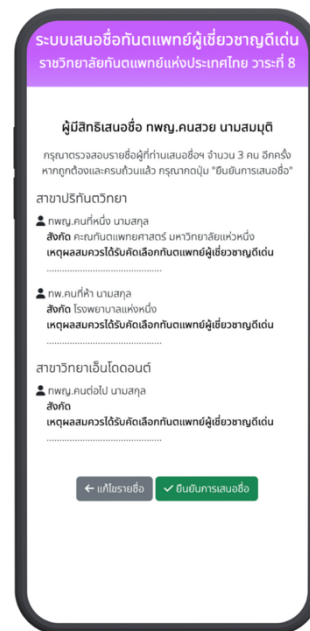 ระบบเสนอชื่อทันตแพทย์ผู้เชี่ยวชาญดีเด่น
ราชวิทยาลัยทันตแพทย์แห่งประเทศไทย วาระที่ 8
ผู้มีสิทธิเสนอชื่อ ทพญ.คนสวย นามสมมุติ
กรุณาตรวจสอบรายชื่อผู้ที่ท่านเสนอชื่อฯ จำนวน 3 คน อีกครั้ง
หากถูกต้องและครบถ้วนแล้ว กรุณากดปุ่ม "ยืนยันการเสนอชื่อ"
สาขาปริทันตวิทยา
ทพญ.คนที่หนึ่ง นามสกุล
สังกัด คะณทันตแพทยศาสตร์ มหาวิทยาลัยแห่วหนึ่ง
เหตุผลสมควรได้รับคัดเลือกทันตแพทย์ผู้เชี่ยวชาญดีเด่น
............................................
ทพ.คนที่ห้า นามสกุล
สังกัด โรงพยาบาลแห่งหนึ่ง
เหตุผลสมควรได้รับคัดเลือกทันตแพทย์ผู้เชี่ยวชาญดีเด่น
............................................
สาขาวิทยาเอ็นโดดอนต์
ทพญ.คนต่อไป นามสกุล
สังกัด
เหตุผลสมควรได้รับคัดเลือกทันตแพทย์ผู้เชี่ยวชาญดีเด่น
............................................
← แก้ไขรายชื่อ ✓ ยืนยันการเสนอชื่อ